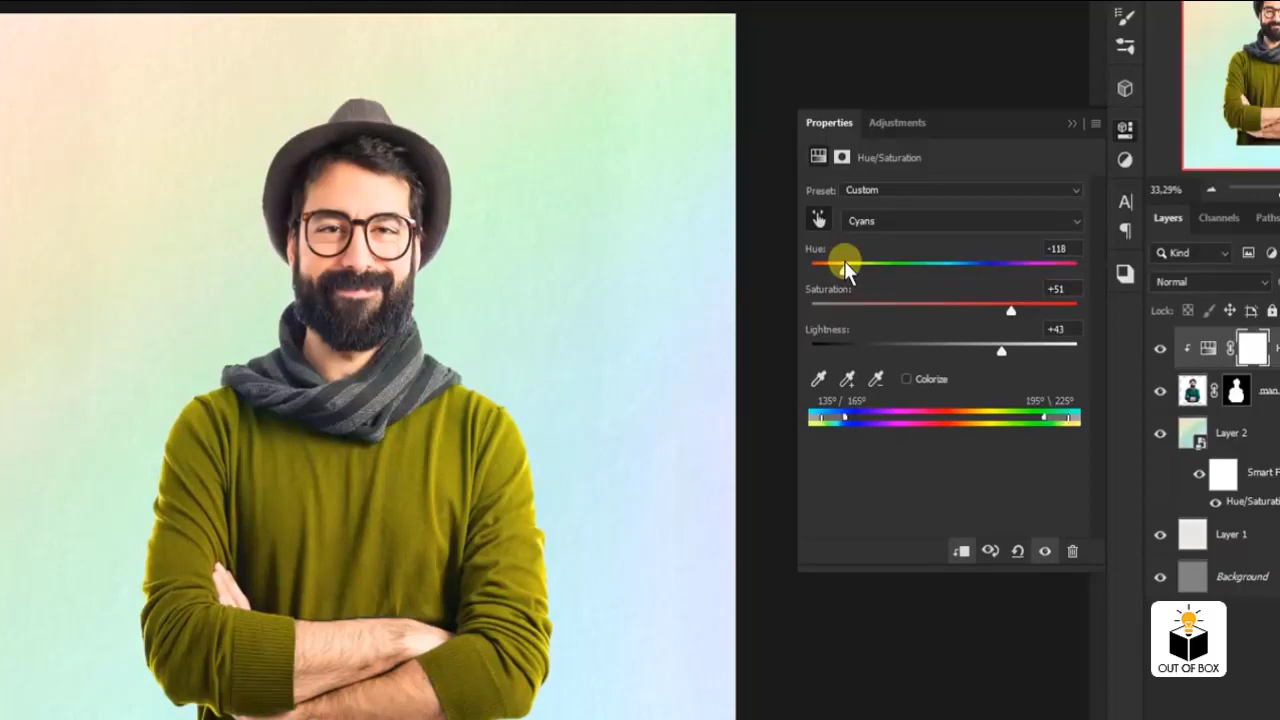 Properties
Adjustments
Hue/Saturation
Preset: Custom
Cyans
Hue: -118
Saturation: +51
Lightness: +43
Colorize
135° / 165° 195° \ 225°
33,29%
Layers Channels Paths
Kind
Normal
Lock:
H
man
Layer 2
Smart F
Hue/Saturati
Layer 1
Background
OUT OF BOX